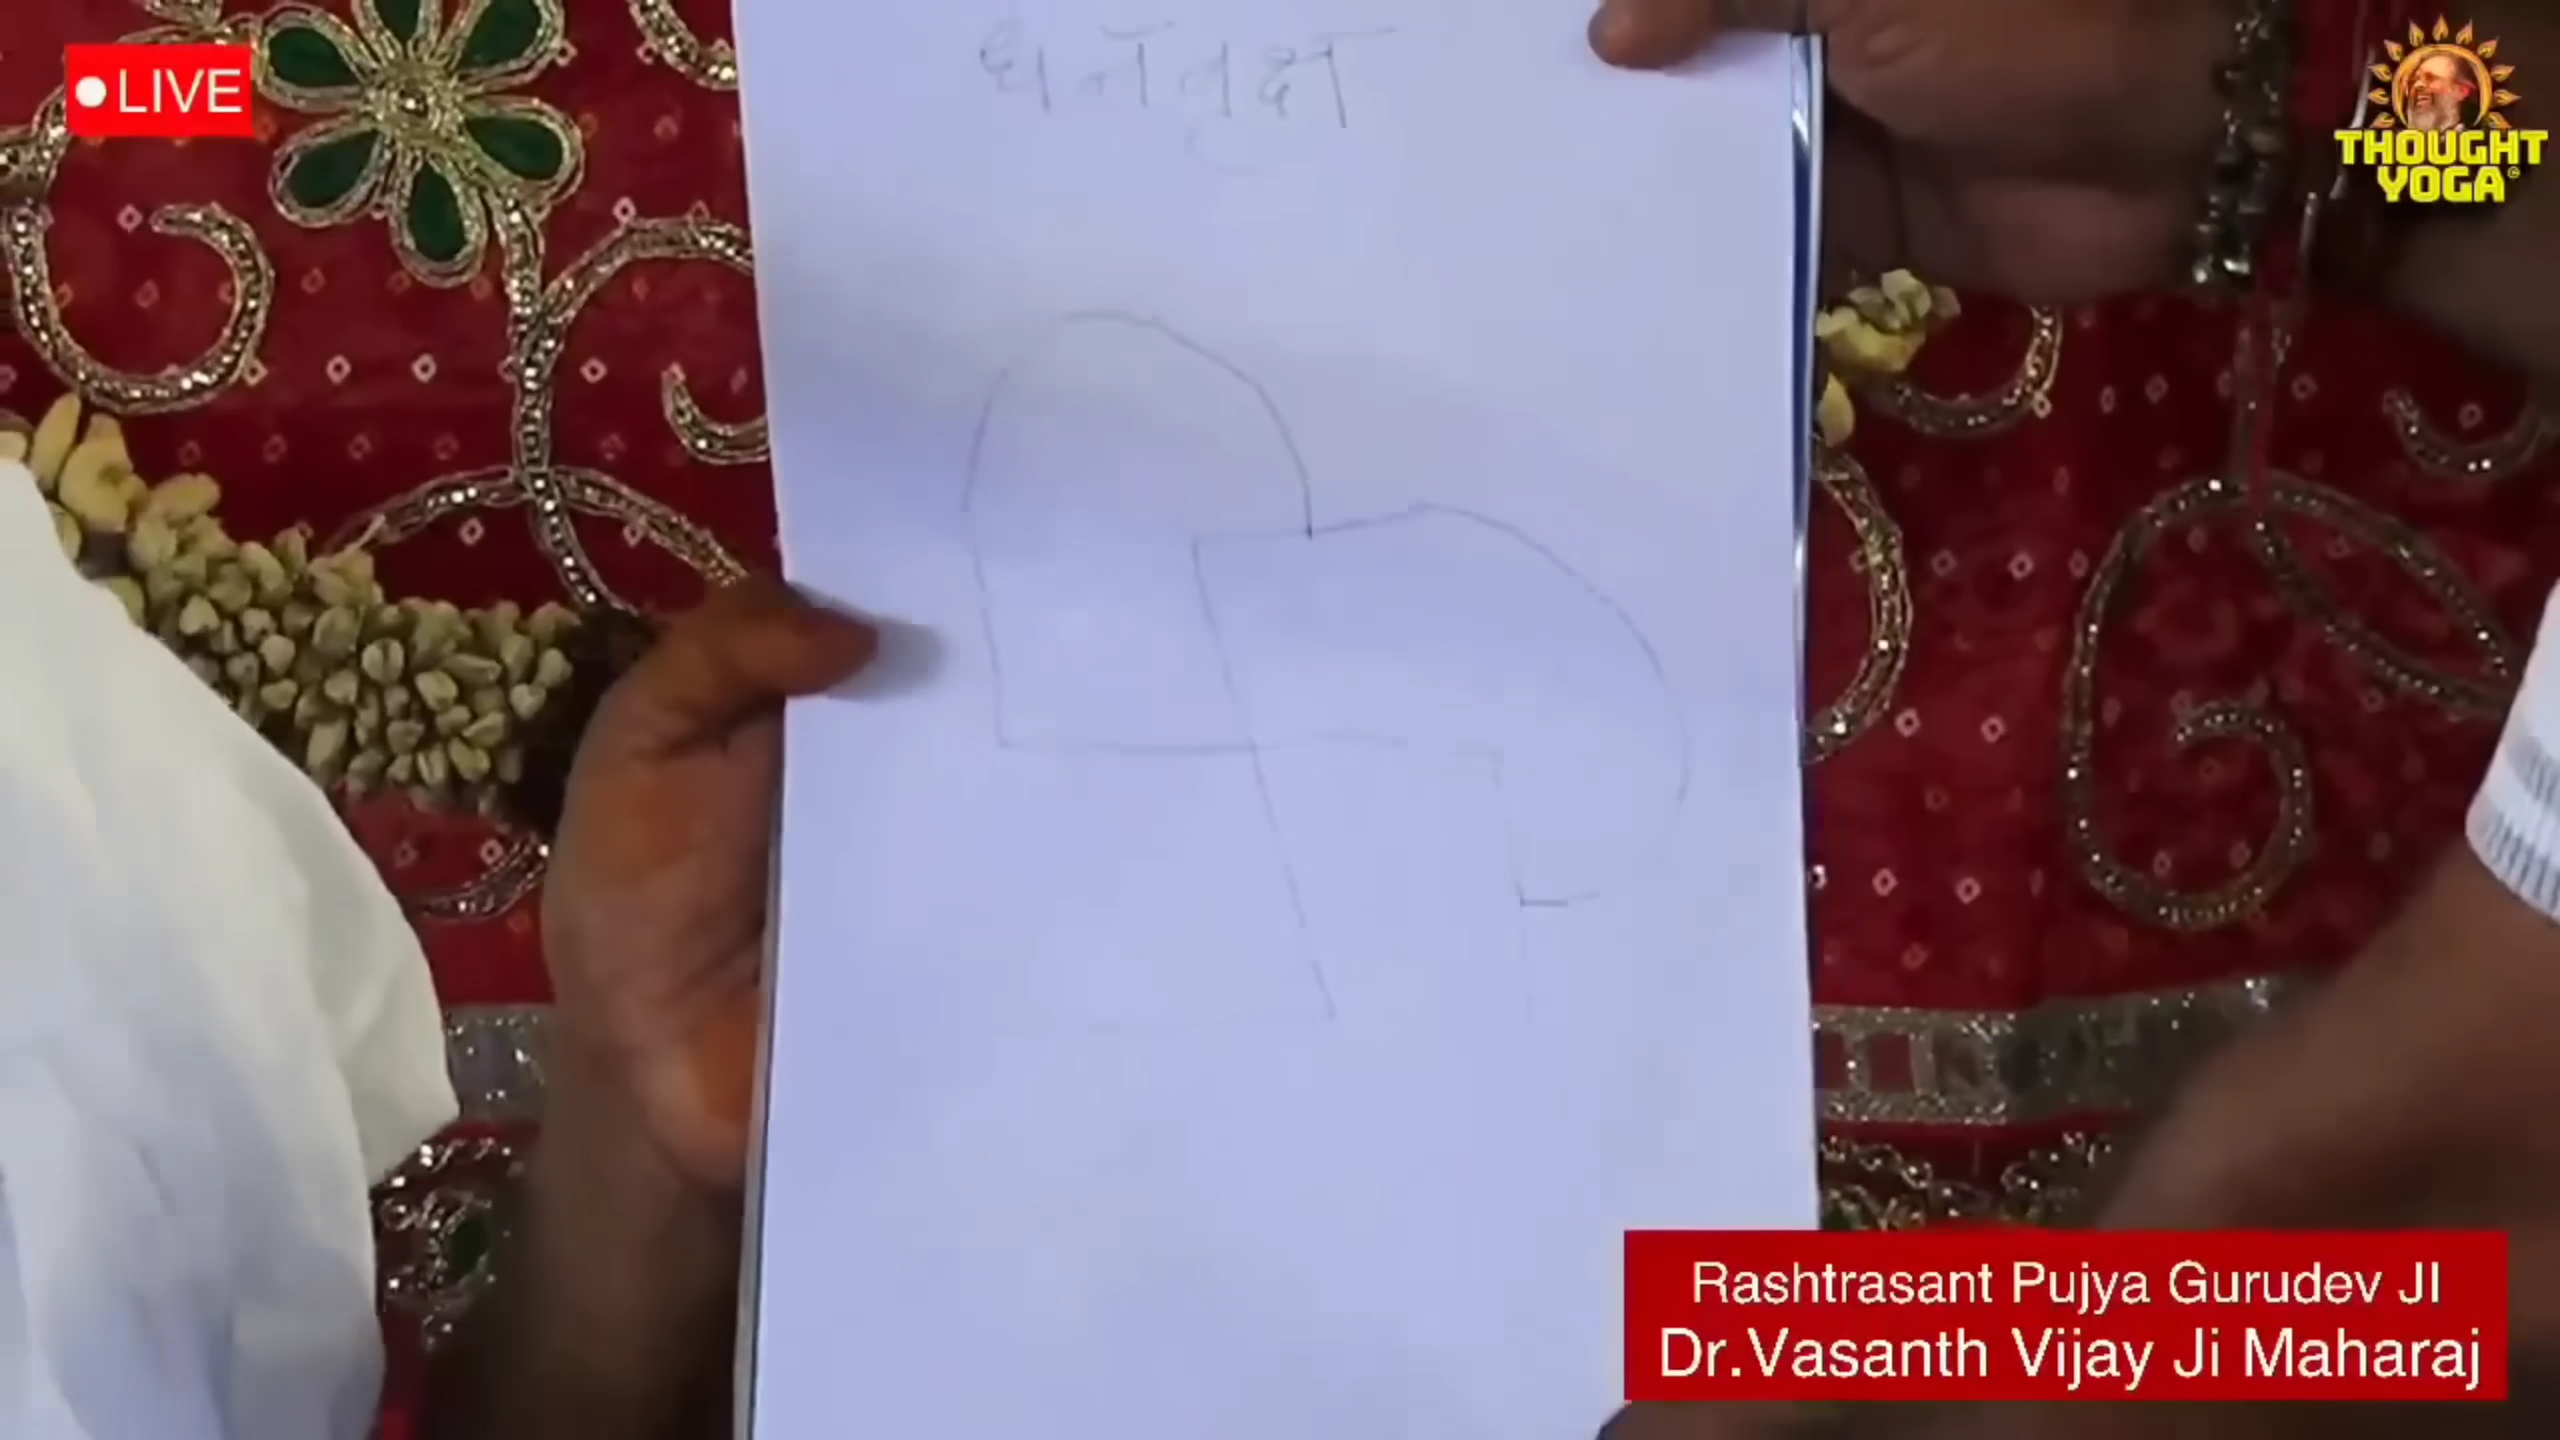 LIVE
THOUGHT
YOGA
Rashtrasant Pujya Gurudev JI
Dr.Vasanth Vijay Ji Maharaj